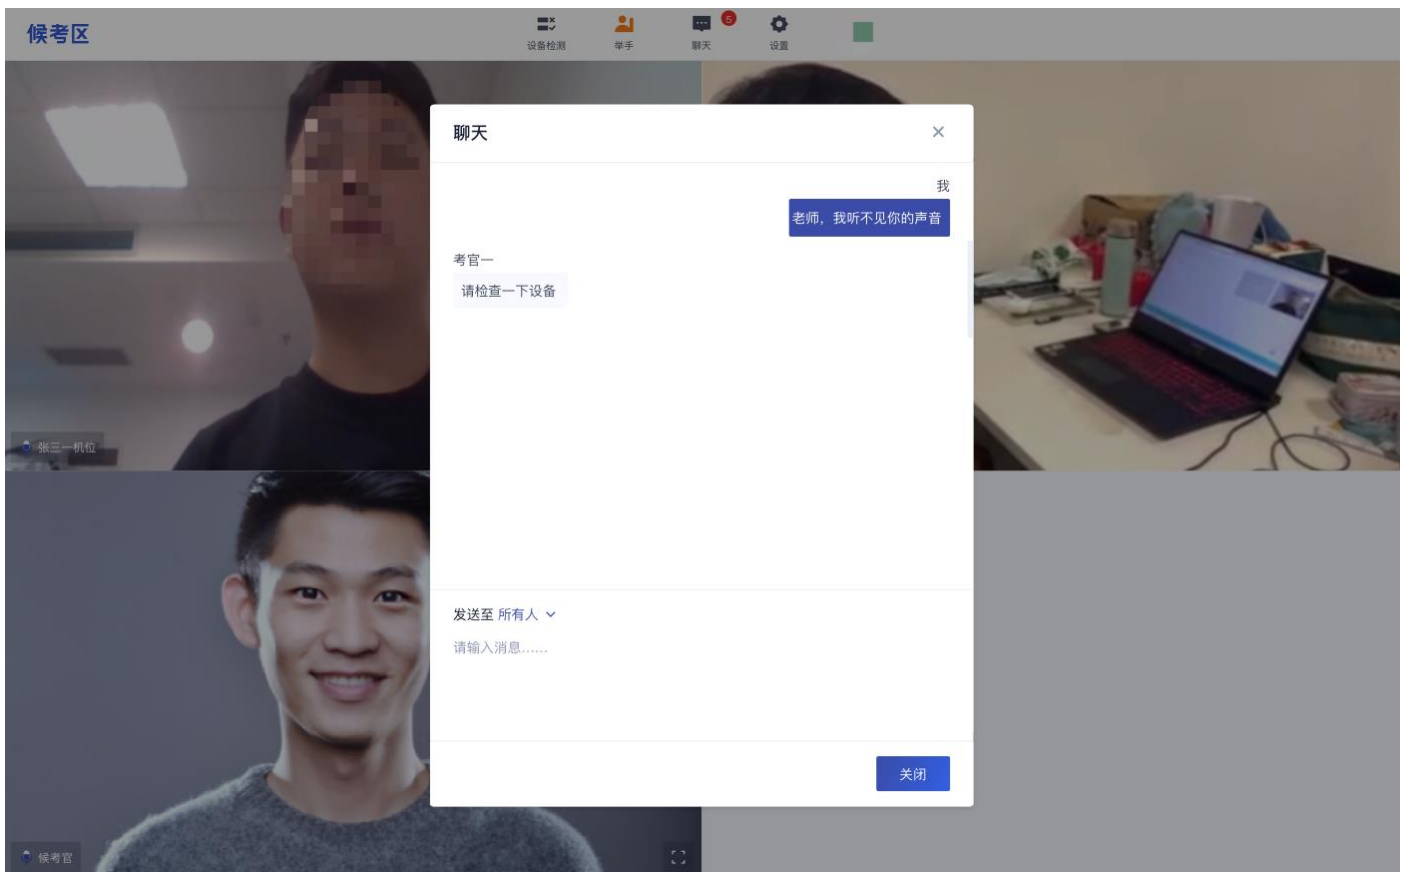 候考区
设备检测
举手
聊天
5
设置
聊天
我
老师，我听不见你的声音
考官一
请检查一下设备
张三一机位
发送至 所有人
请输入消息......
关闭
候考官